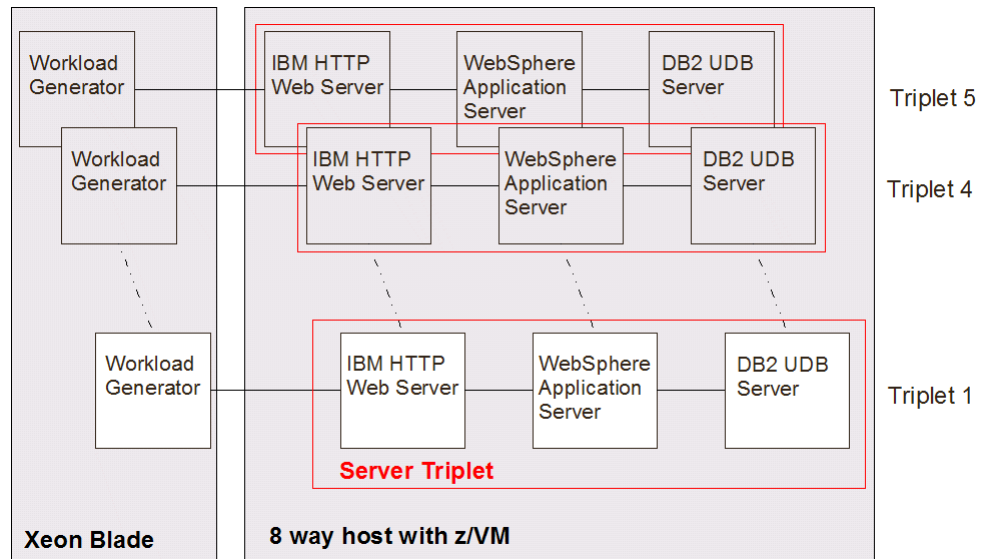 Workload
Generator
IBM HTTP
Web Server
WebSphere
Application
Server
DB2 UDB
Server
Triplet 5
Workload
Generator
IBM HTTP
Web Server
WebSphere
Application
Server
DB2 UDB
Server
Triplet 4
Workload
Generator
IBM HTTP
Web Server
WebSphere
Application
Server
DB2 UDB
Server
Triplet 1
Server Triplet
Xeon Blade
8 way host with z/VM